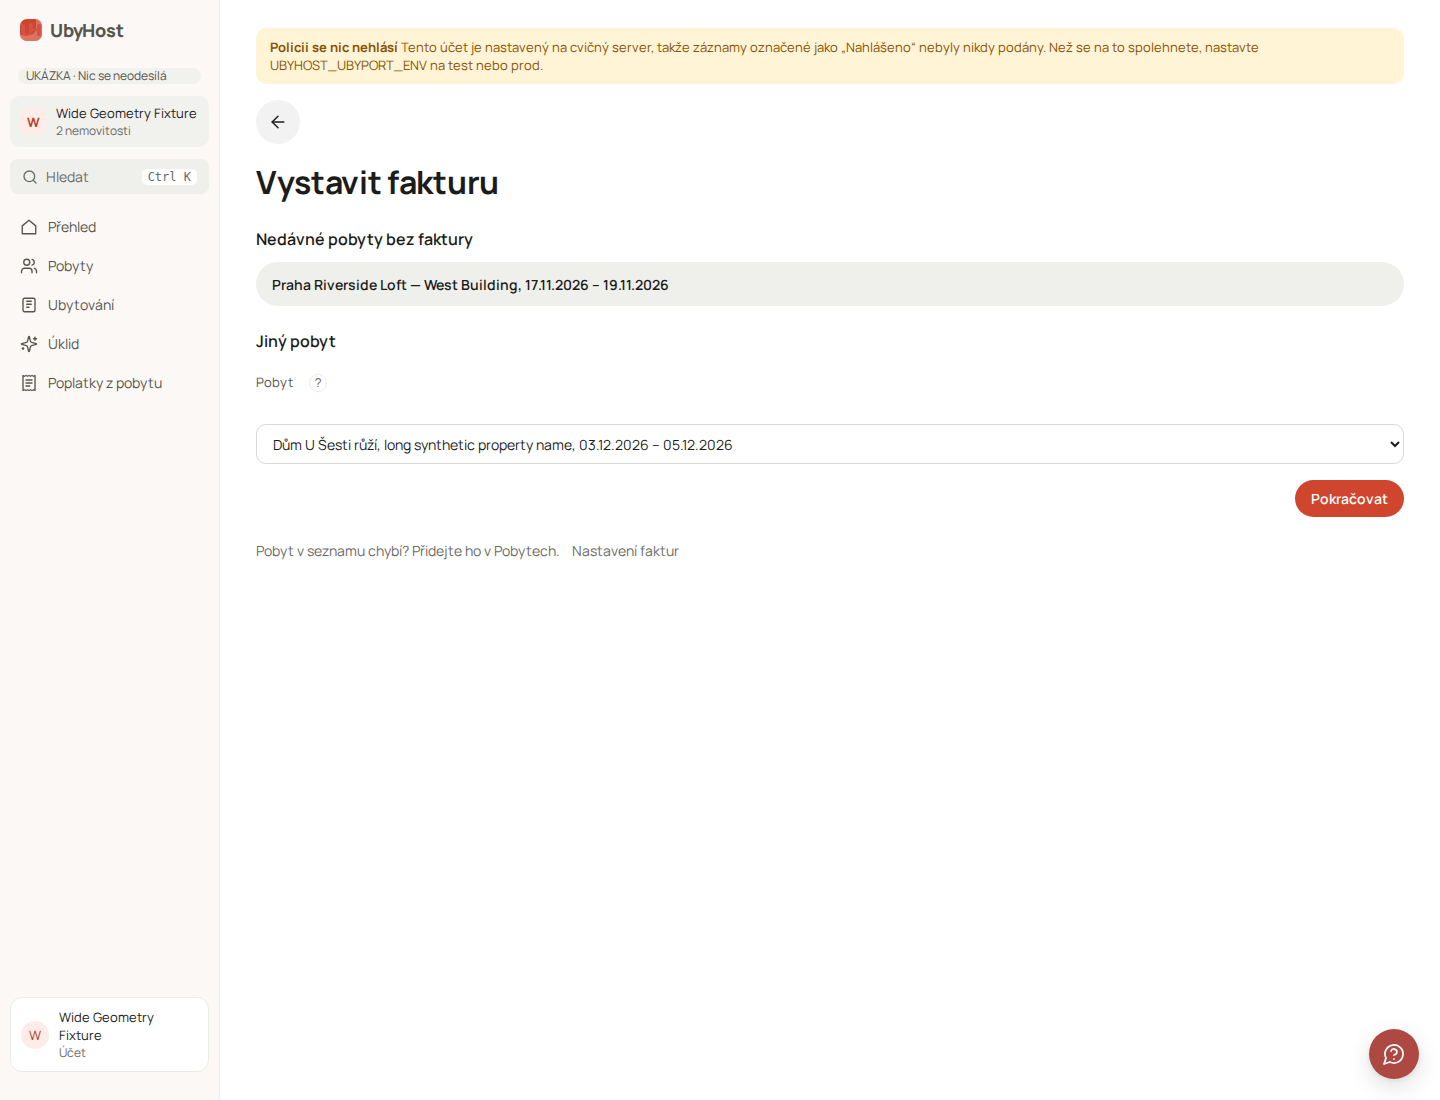 UbyHost
UKÁZKA · Nic se neodesílá
W
Wide Geometry Fixture
2 nemovitosti
Hledat
Ctrl K
Přehled
Pobyty
Ubytování
Úklid
Poplatky z pobytu
W
Wide Geometry
Fixture
Účet
Policii se nic nehlásí Tento účet je nastavený na cvičný server, takže záznamy označené jako „Nahlášeno“ nebyly nikdy podány. Než se na to spolehnete, nastavte
UBYHOST_UBYPORT_ENV na test nebo prod.
Vystavit fakturu
Nedávné pobyty bez faktury
Praha Riverside Loft — West Building, 17.11.2026 – 19.11.2026
Jiný pobyt
Pobyt ?
Dům U Šesti růží, long synthetic property name, 03.12.2026 – 05.12.2026
Pokračovat
Pobyt v seznamu chybí? Přidejte ho v Pobytech. Nastavení faktur